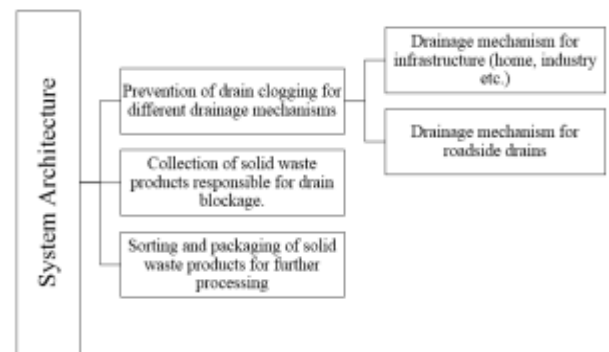 System Architecture
Prevention of drain clogging for
different drainage mechanisms
Collection of solid waste
products responsible for drain
blockage.
Sorting and packaging of solid
waste products for further
processing
Drainage mechanism for
infrastructure (home, industry
etc.)
Drainage mechanism for
roadside drains